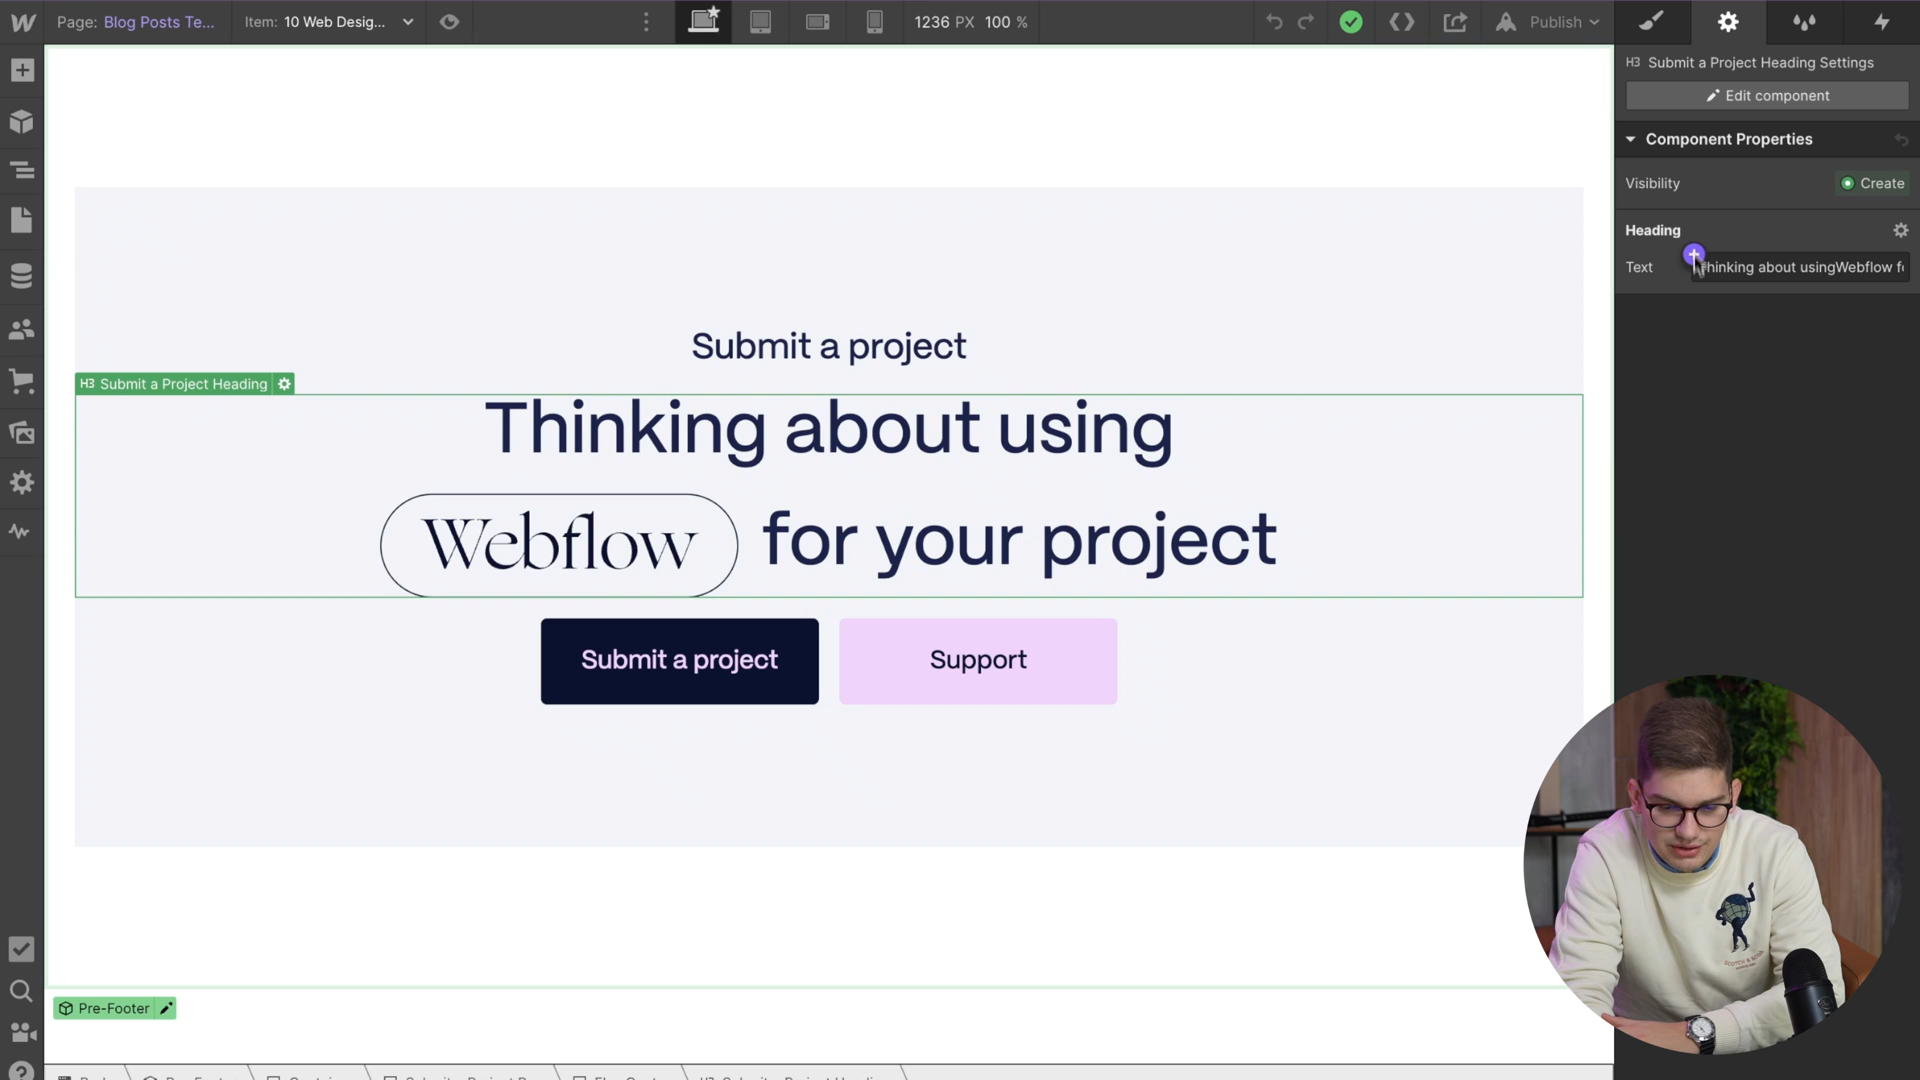 Page: Blog Posts Te...
Item: 10 Web Desig...
1236 PX 100 %
Publish
H3 Submit a Project Heading Settings
Edit component
Component Properties
Visibility
Create
Heading
Text
hinking about usingWebflow f
Submit a project
H3 Submit a Project Heading
Thinking about using
Webflow for your project
Submit a project
Support
Pre-Footer